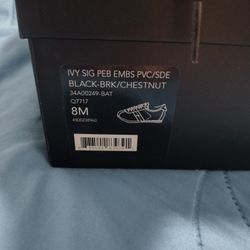 IVY SIG PEB EMBS PVC/SDE
BLACK-BRK/CHESTNUT
34A00249-BAT
Q7717
8M